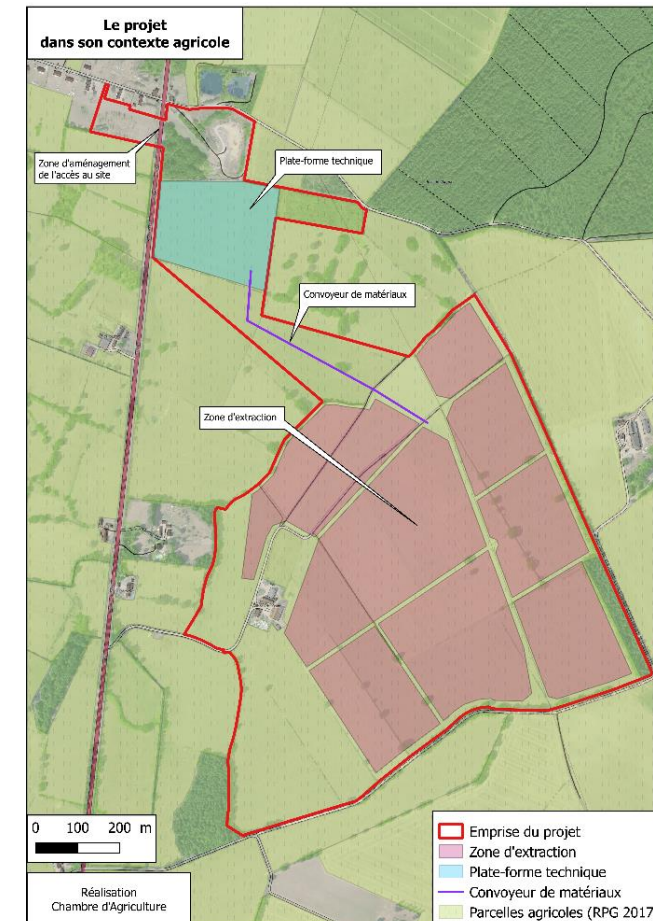 Le projet
dans son contexte agricole
Zone d'aménagement
de l'accès au site
Plate-forme technique
Convoyeur de matériaux
Zone d'extraction
0 100 200 m
Réalisation
Chambre d'Agriculture
Emprise du projet
Zone d'extraction
Plate-forme technique
Convoyeur de matériaux
Parcelles agricoles (RPG 2017